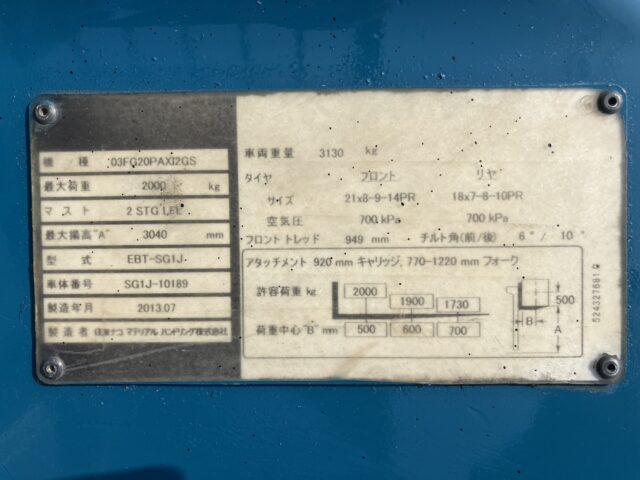 機 種 03FG20PAXI2GS
最大荷重 2000 kg
マスト 2 STG LFL
最大揚高"A" 3040 mm
型 式 EBT-SG1J
車体番号 SG1J-10189
製造年月 2013.07
製造者 住友ナコ マテリアル ハンドリング株式会社
車両重量 3130 kg
タイヤ フロント リヤ
サイズ 21x8-9-14PR 18x7-8-10PR
空気圧 700 kPa 700 kPa
フロント トレッド 949 mm チルト角(前/後) 6°/ 10°
アタッチメント 920 mm キャリッジ, 770-1220 mm フォーク
許容荷重 kg 2000 1900 1730
荷重中心 "B" mm 500 600 700
500
B
A
524327681